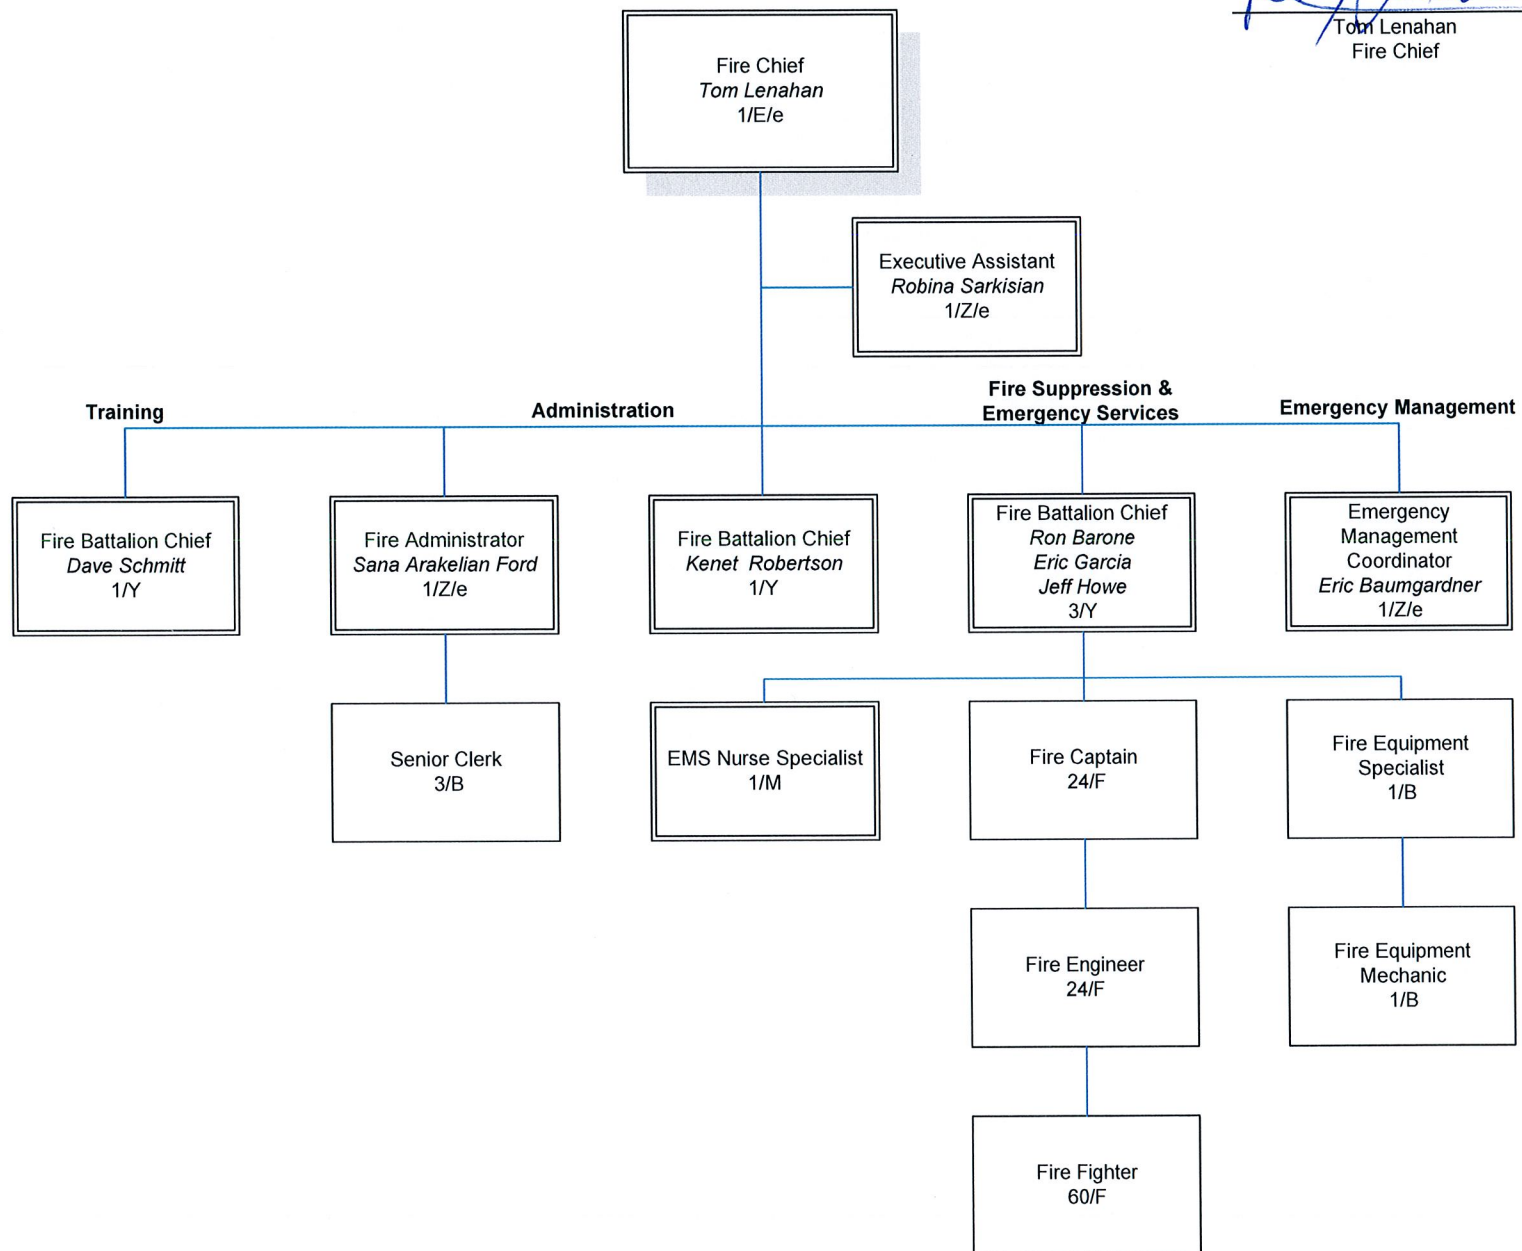 Tom Lenahan
Fire Chief
Fire Chief
Tom Lenahan
1/E/e
Executive Assistant
Robina Sarkisian
1/Z/e
Training
Administration
Fire Suppression &
Emergency Services
Emergency Management
Fire Battalion Chief
Dave Schmitt
1/Y
Fire Administrator
Sana Arakelian Ford
1/Z/e
Fire Battalion Chief
Kenet Robertson
1/Y
Fire Battalion Chief
Ron Barone
Eric Garcia
Jeff Howe
3/Y
Emergency
Management
Coordinator
Eric Baumgardner
1/Z/e
Senior Clerk
3/B
EMS Nurse Specialist
1/M
Fire Captain
24/F
Fire Equipment
Specialist
1/B
Fire Engineer
24/F
Fire Equipment
Mechanic
1/B
Fire Fighter
60/F